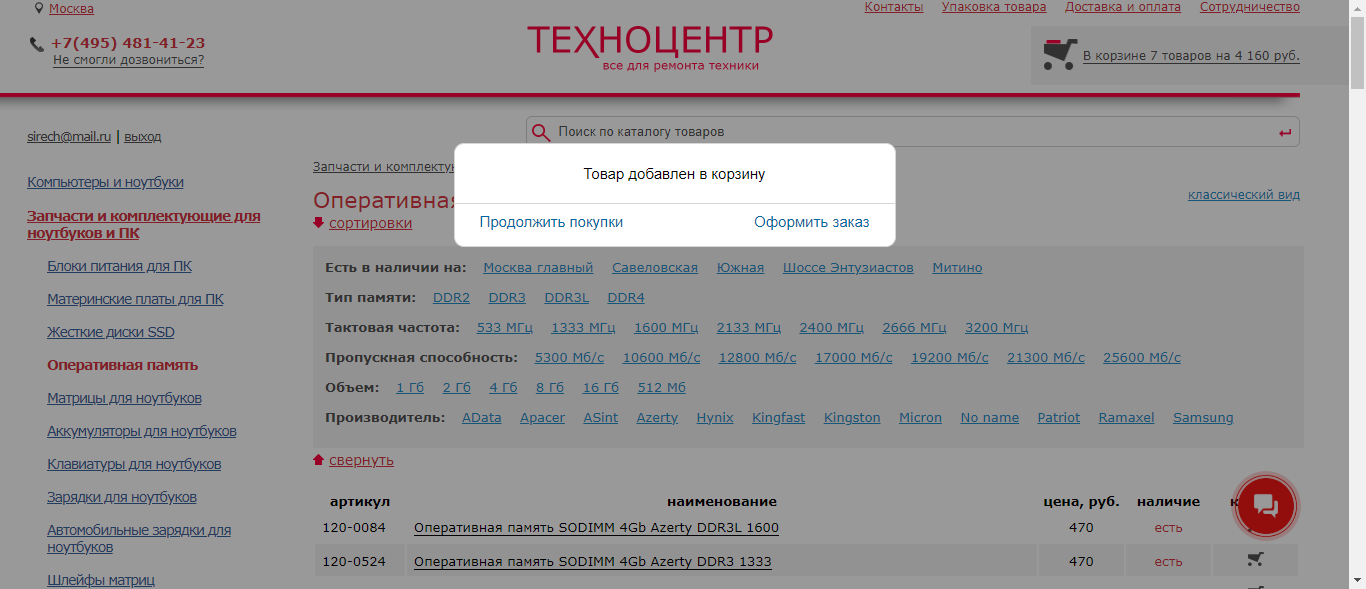 Москва
Контакты Упаковка товара Доставка и оплата Сотрудничество
+7(495) 481-41-23
Не смогли дозвониться?
ТЕХНОЦЕНТР
все для ремонта техники
В корзине 7 товаров на 4 160 руб.
sirech@mail.ru | выход
Поиск по каталогу товаров
Товар добавлен в корзину
Продолжить покупки Оформить заказ
Компьютеры и ноутбуки
Запчасти и комплектующие для
ноутбуков и ПК
Блоки питания для ПК
Материнские платы для ПК
Жесткие диски SSD
Оперативная память
Матрицы для ноутбуков
Аккумуляторы для ноутбуков
Клавиатуры для ноутбуков
Зарядки для ноутбуков
Автомобильные зарядки для
ноутбуков
Шлейфы матриц
Запчасти и комплекту
Оперативная
классический вид
сортировки
Есть в наличии на: Москва главный Савеловская Южная Шоссе Энтузиастов Митино
Тип памяти: DDR2 DDR3 DDR3L DDR4
Тактовая частота: 533 МГц 1333 МГц 1600 МГц 2133 МГц 2400 МГц 2666 МГц 3200 Мгц
Пропускная способность: 5300 Мб/с 10600 Мб/с 12800 Мб/с 17000 Мб/с 19200 Мб/с 21300 Мб/с 25600 Мб/с
Объем: 1 Гб 2 Гб 4 Гб 8 Гб 16 Гб 512 Мб
Производитель: AData Apacer ASint Azerty Hynix Kingfast Kingston Micron No name Patriot Ramaxel Samsung
свернуть
артикул наименование цена, руб. наличие
120-0084 Оперативная память SODIMM 4Gb Azerty DDR3L 1600 470 есть
120-0524 Оперативная память SODIMM 4Gb Azerty DDR3 1333 470 есть